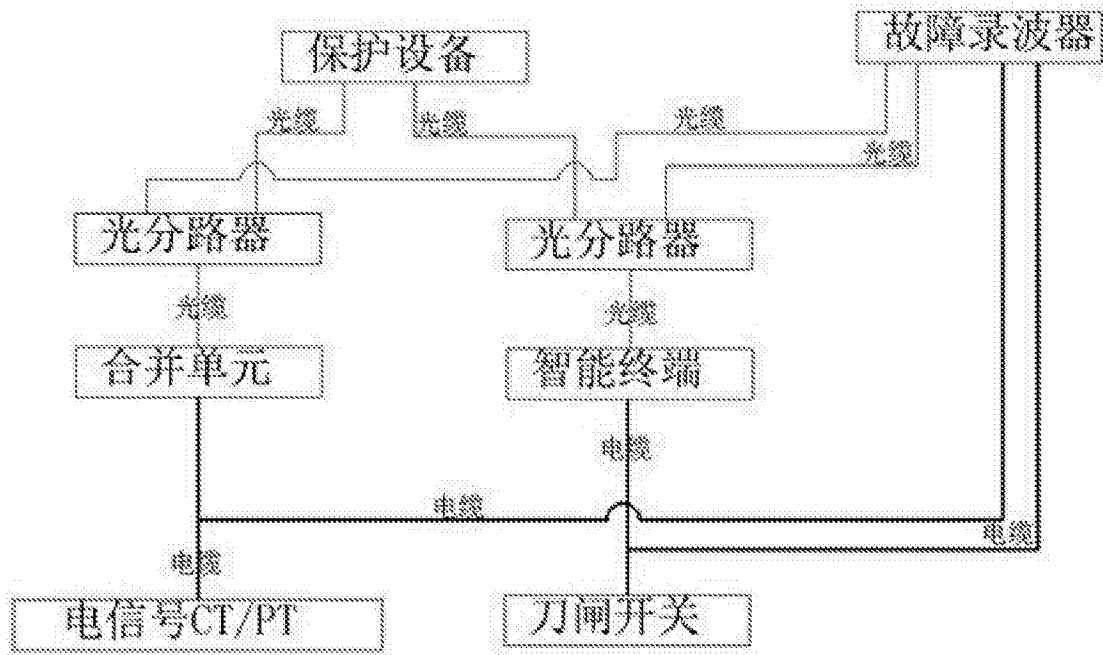 故障录波器
保护设备
光缆 光缆 光缆
光缆
光分路器 光分路器
光缆 光缆
合并单元 智能终端
电缆
电缆
电缆
电缆
电信号CT/PT 刀闸开关